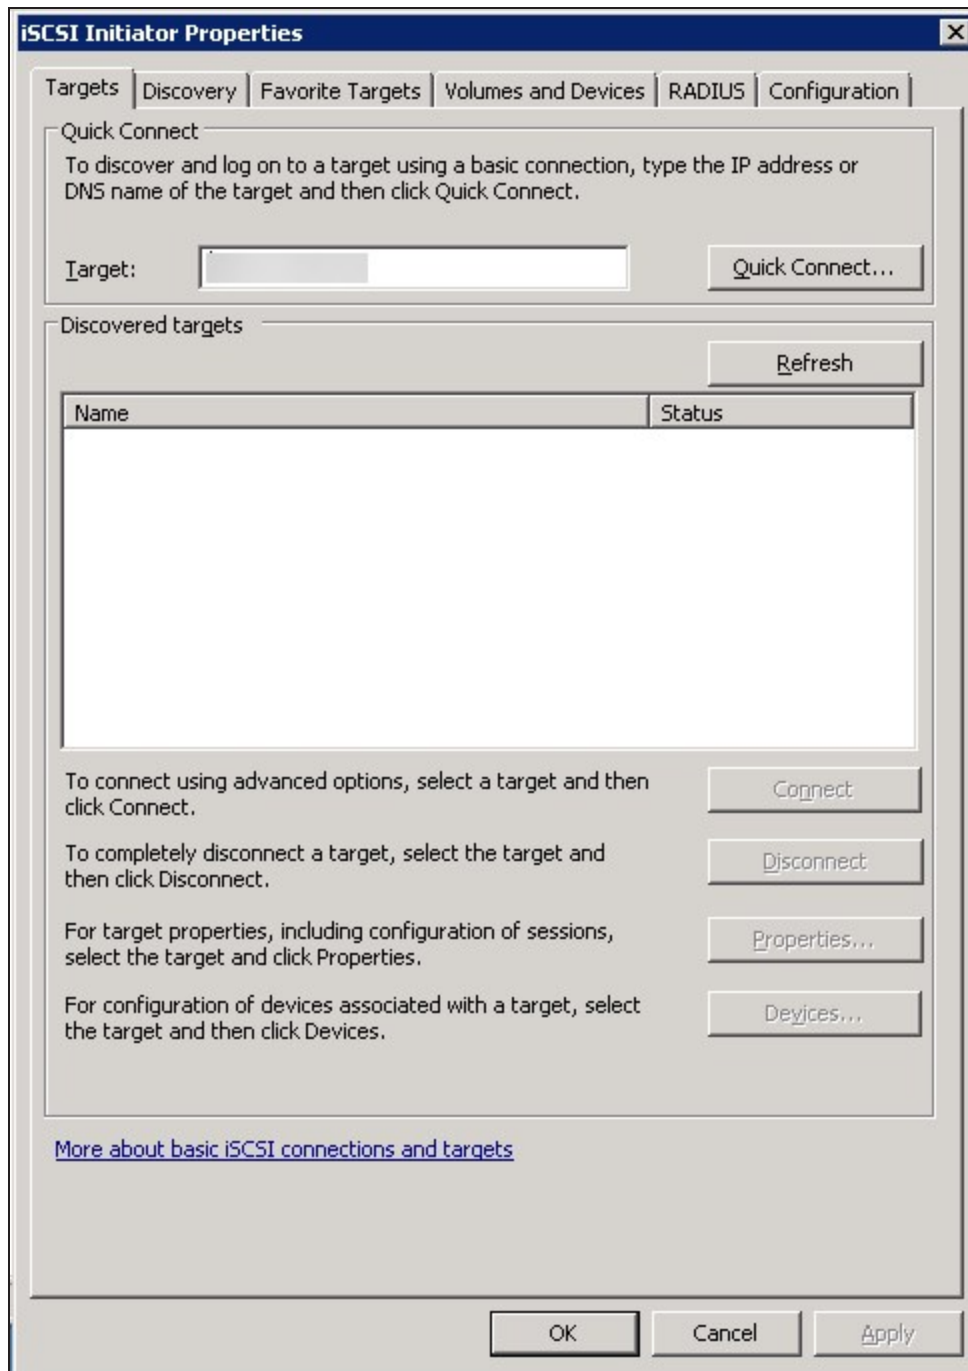 iSCSI Initiator Properties
Targets
Discovery
Favorite Targets
Volumes and Devices
RADIUS
Configuration
Quick Connect
To discover and log on to a target using a basic connection, type the IP address or
DNS name of the target and then click Quick Connect.
Target:
Quick Connect...
Discovered targets
Refresh
Name
Status
To connect using advanced options, select a target and then
click Connect.
Connect
To completely disconnect a target, select the target and
then click Disconnect.
Disconnect
For target properties, including configuration of sessions,
select the target and click Properties.
Properties...
For configuration of devices associated with a target, select
the target and then click Devices.
Devices...
More about basic iSCSI connections and targets
OK
Cancel
Apply